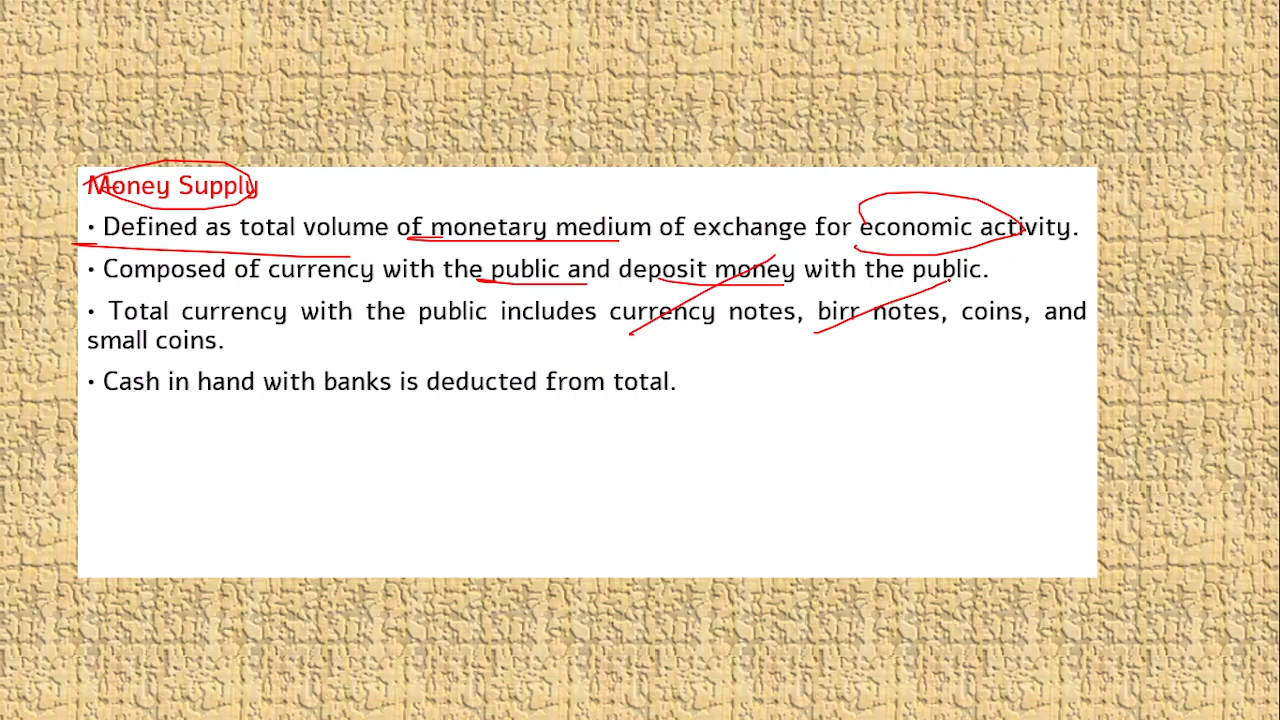 Money Supply
• Defined as total volume of monetary medium of exchange for economic activity.
• Composed of currency with the public and deposit money with the public.
• Total currency with the public includes currency notes, birr notes, coins, and
small coins.
• Cash in hand with banks is deducted from total.